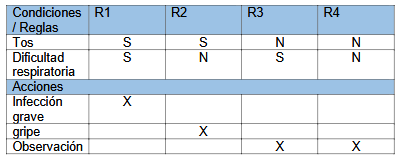 Condiciones / Reglas R1 R2 R3 R4
Tos S S N N
Dificultad respiratoria S N S N
Acciones
Infección grave X
gripe X
Observación X X